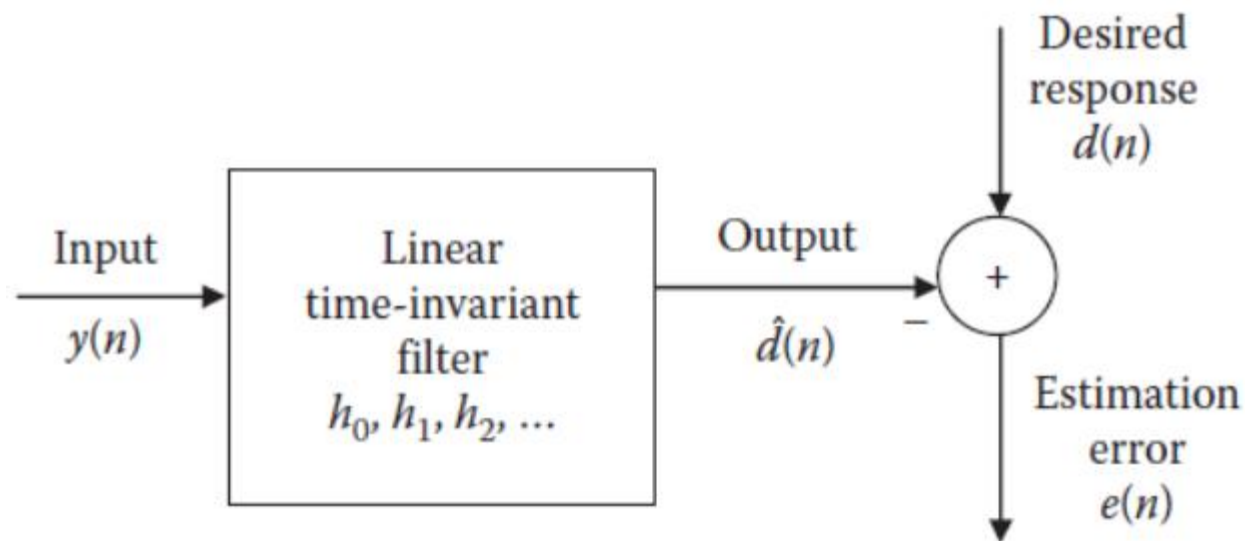 Desired
response
d(n)
Input
y(n)
Linear
time-invariant
filter
h₀, h₁, h₂, ...
Output
d̂(n)
+
−
Estimation
error
e(n)